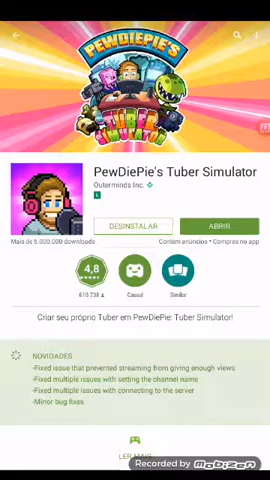 PEWDIEPIE'S
TUBER
SIMULATOR
PewDiePie's Tuber Simulator
Outerminds Inc.
DESINSTALAR
ABRIR
Mais de 5.000.000 downloads
Contém anúncios • Compras no app
4,8
610.738
Casual
Similar
Criar seu próprio Tuber em PewDiePie: Tuber Simulator!
NOVIDADES
-Fixed issue that prevented streaming from giving enough views
-Fixed multiple issues with setting the channel name
-Fixed multiple issues with connecting to the server
-Minor bug fixes
LER MAIS
Recorded by Mobizen